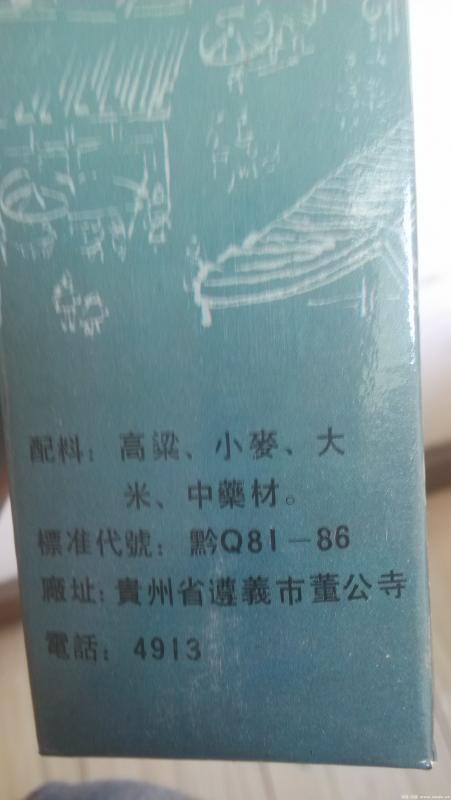 配料：高粱、小麥、大
米、中藥材。
標准代號：黔Q81－86
廠址：貴州省遵義市董公寺
電話：4913